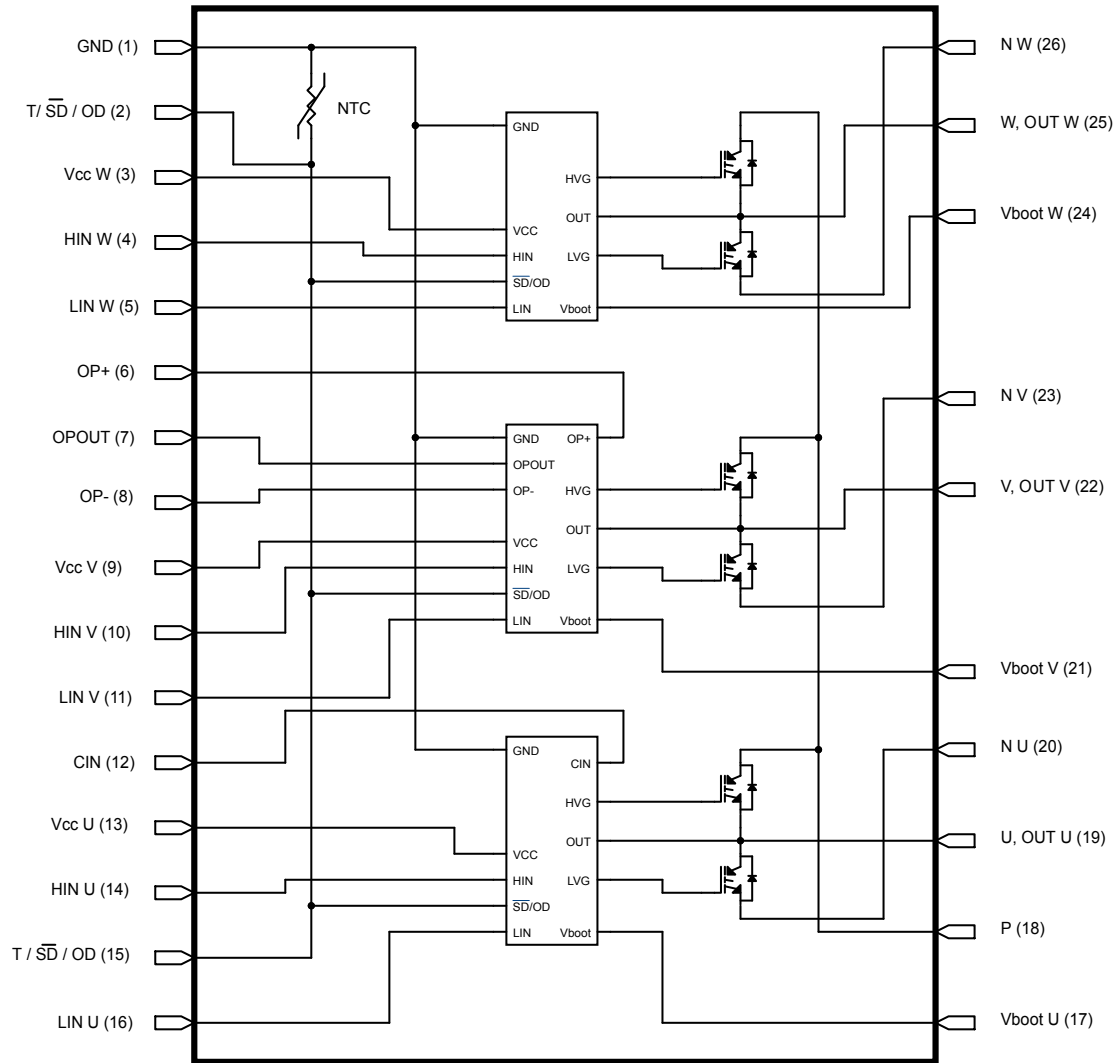 GND (1)
T/ SD / OD (2)
Vcc W (3)
HIN W (4)
LIN W (5)
OP+ (6)
OPOUT (7)
OP- (8)
Vcc V (9)
HIN V (10)
LIN V (11)
CIN (12)
Vcc U (13)
HIN U (14)
T / SD / OD (15)
LIN U (16)
NTC
GND
HVG
OUT
VCC
HIN
LVG
SD/OD
LIN
Vboot
GND
OP+
OPOUT
OP-
HVG
OUT
VCC
HIN
LVG
SD/OD
LIN
Vboot
GND
CIN
HVG
OUT
VCC
HIN
LVG
SD/OD
LIN
Vboot
N W (26)
W, OUT W (25)
Vboot W (24)
N V (23)
V, OUT V (22)
Vboot V (21)
N U (20)
U, OUT U (19)
P (18)
Vboot U (17)